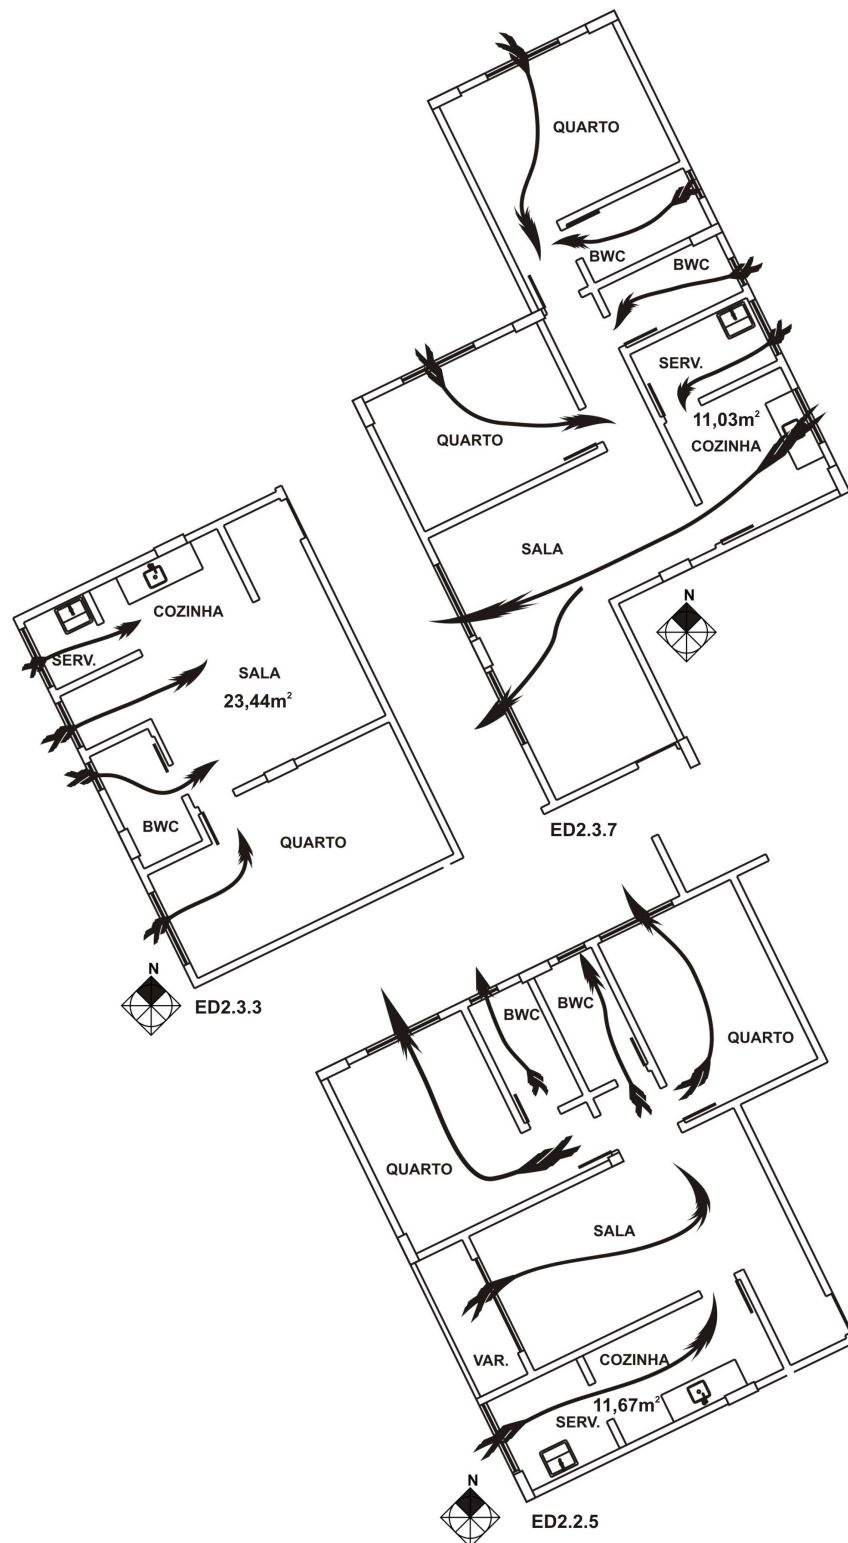 QUARTO
BWC
BWC
SERV.
11,03m²
COZINHA
QUARTO
SALA
N
ED2.3.7
COZINHA
SERV.
SALA
23,44m²
BWC
QUARTO
N
ED2.3.3
BWC
BWC
QUARTO
QUARTO
SALA
VAR.
COZINHA
11,67m²
SERV.
N
ED2.2.5